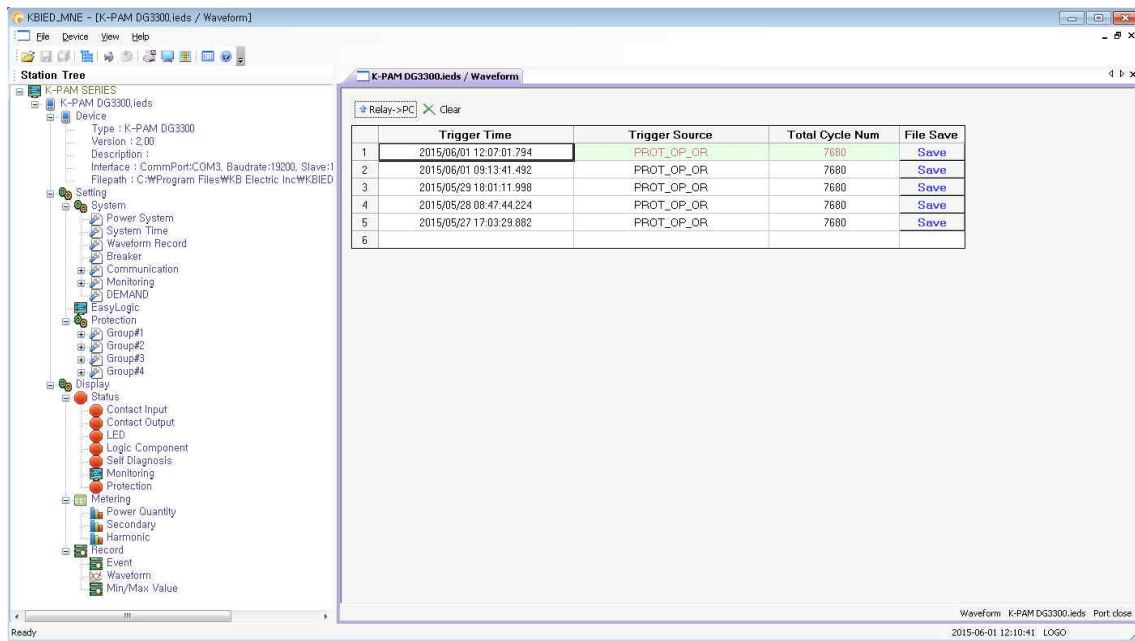 KBIED_MNE - [K-PAM DG3300.ieds / Waveform]
File Device View Help
Station Tree
K-PAM SERIES
K-PAM DG3300.ieds
Device
Type : K-PAM DG3300
Version : 2.00
Description :
Interface : CommPort:COM3, Baudrate:19200, Slave:1
Filepath : C:₩Program Files₩KB Electric Inc₩KBIED
Setting
System
Power System
System Time
Waveform Record
Breaker
Communication
Monitoring
DEMAND
EasyLogic
Protection
Group#1
Group#2
Group#3
Group#4
Display
Status
Contact Input
Contact Output
LED
Logic Component
Self Diagnosis
Monitoring
Protection
Metering
Power Quantity
Secondary
Harmonic
Record
Event
Waveform
Min/Max Value
K-PAM DG3300.ieds / Waveform
Relay->PC Clear
Trigger Time Trigger Source Total Cycle Num File Save
1 2015/06/01 12:07:01.794 PROT_OP_OR 7680 Save
2 2015/06/01 09:13:41.492 PROT_OP_OR 7680 Save
3 2015/05/29 18:01:11.998 PROT_OP_OR 7680 Save
4 2015/05/28 08:47:44.224 PROT_OP_OR 7680 Save
5 2015/05/27 17:03:29.882 PROT_OP_OR 7680 Save
6
Waveform K-PAM DG3300.ieds Port close
Ready 2015-06-01 12:10:41 LOGO